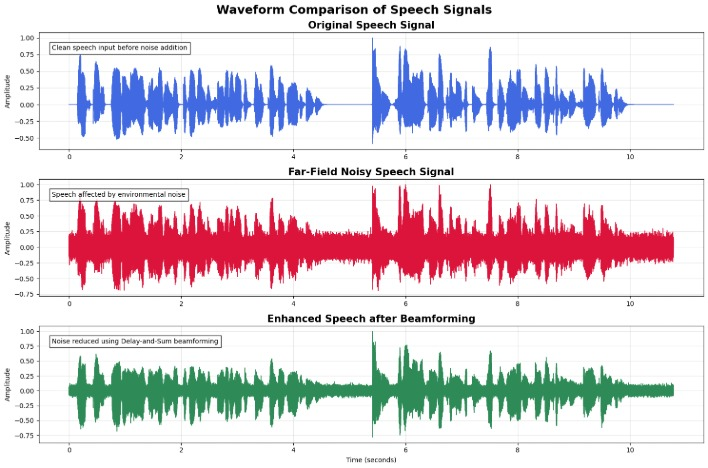 Waveform Comparison of Speech Signals
Original Speech Signal
Clean speech input before noise addition
Amplitude
1.00
0.75
0.50
0.25
0.00
−0.25
−0.50
0 2 4 6 8 10
Far-Field Noisy Speech Signal
Speech affected by environmental noise
Amplitude
1.00
0.75
0.50
0.25
0.00
−0.25
−0.50
−0.75
0 2 4 6 8 10
Enhanced Speech after Beamforming
Noise reduced using Delay-and-Sum beamforming
Amplitude
1.00
0.75
0.50
0.25
0.00
−0.25
−0.50
−0.75
0 2 4 6 8 10
Time (seconds)